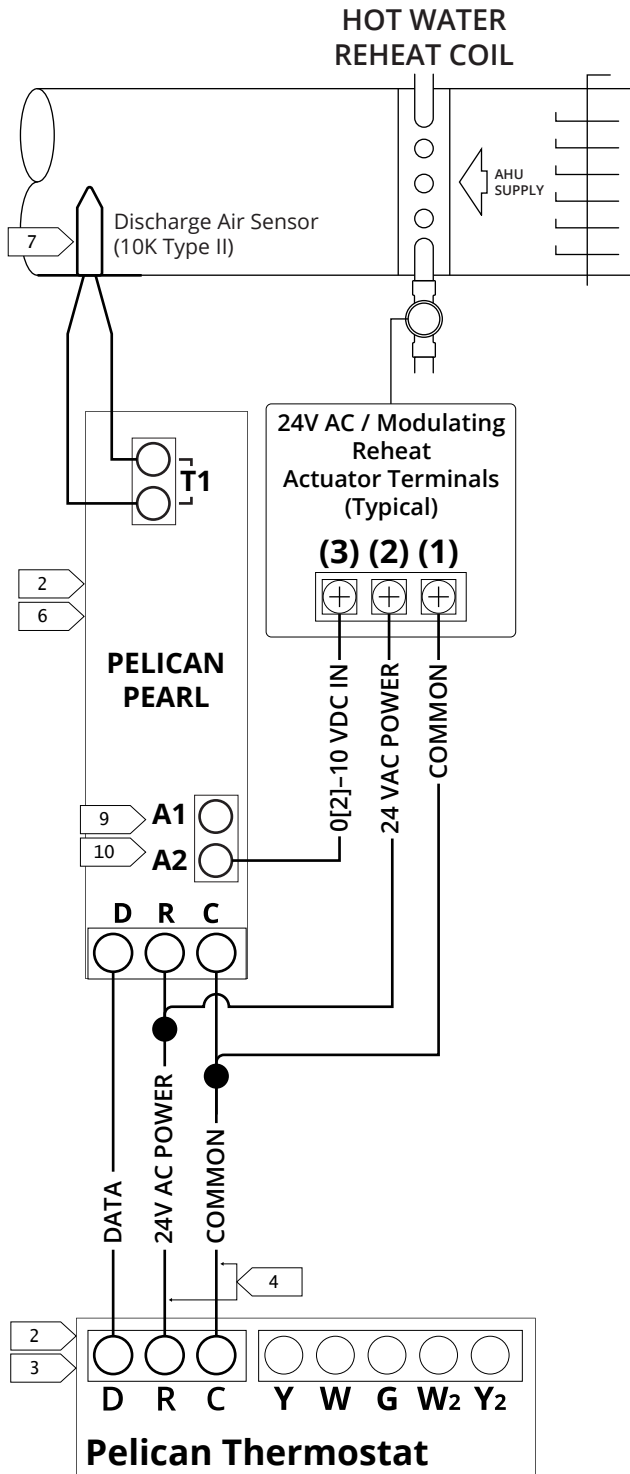 HOT WATER
REHEAT COIL
AHU
SUPPLY
Discharge Air Sensor
(10K Type II)
7
24V AC / Modulating
Reheat
Actuator Terminals
(Typical)
(3) (2) (1)
T1
2
6
PELICAN
PEARL
0[2]–10 VDC IN
24 VAC POWER
COMMON
9
A1
10
A2
D R C
DATA
24V AC POWER
COMMON
4
2
3
D R C Y W G W2 Y2
Pelican Thermostat